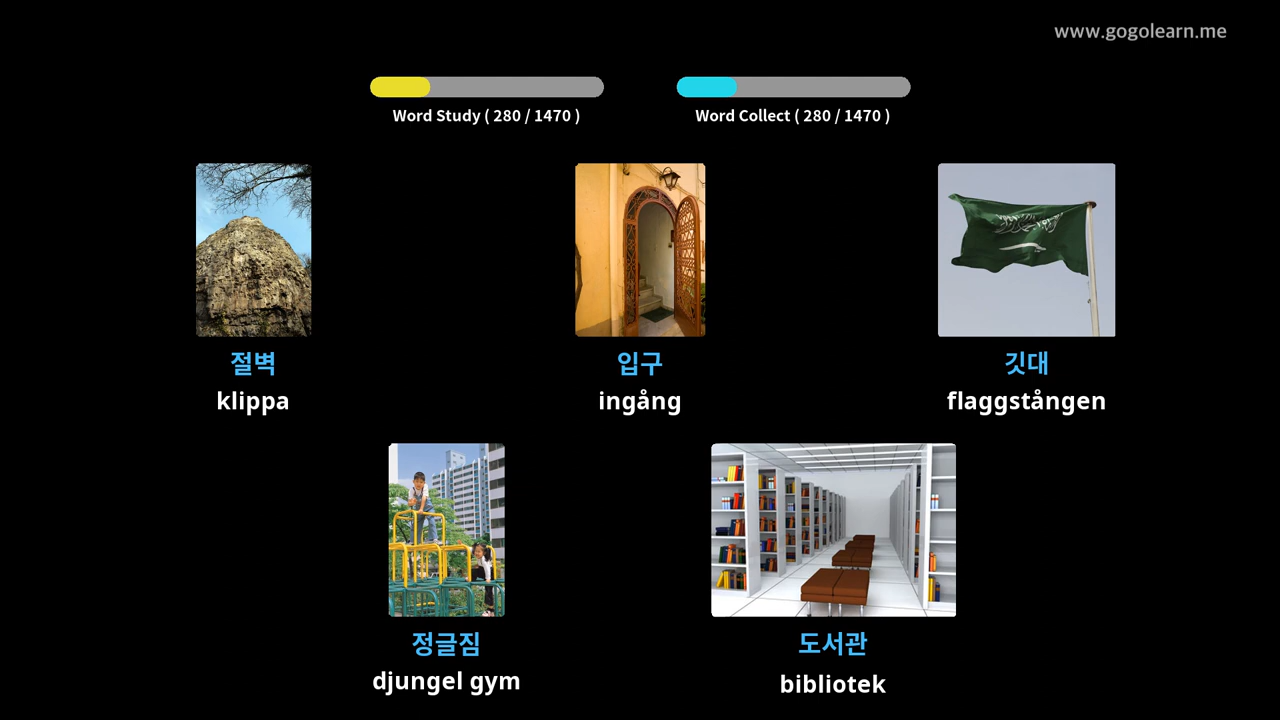 www.gogolearn.me
Word Study ( 280 / 1470 )
Word Collect ( 280 / 1470 )
절벽
klippa
입구
ingång
깃대
flaggstången
정글짐
djungel gym
도서관
bibliotek